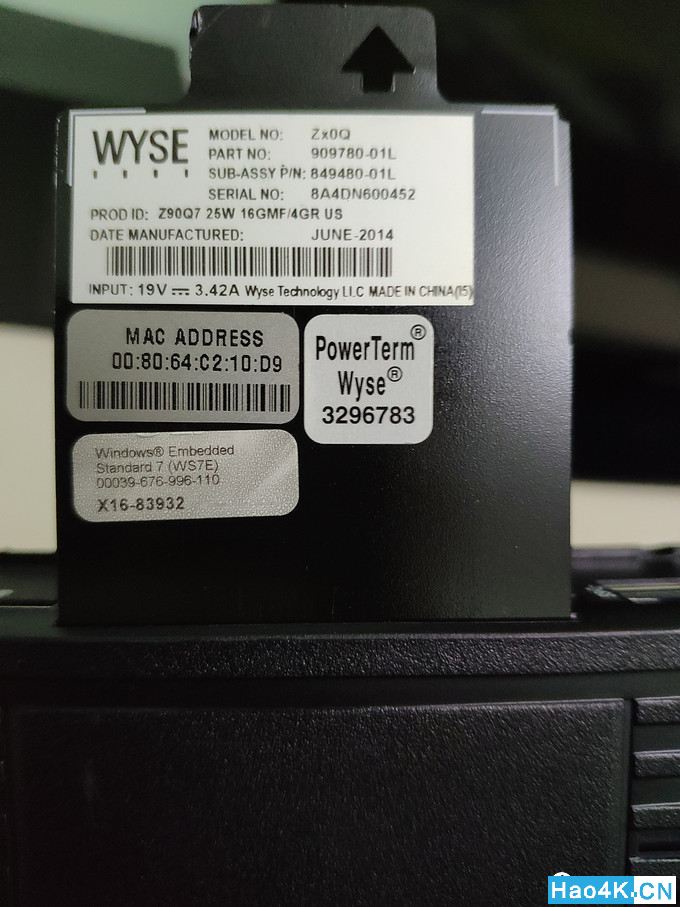 WYSE
MODEL NO: Zx0Q
PART NO: 909780-01L
SUB-ASSY P/N: 849480-01L
SERIAL NO: 8A4DN600452
PROD ID: Z90Q7 25W 16GMF/4GR US
DATE MANUFACTURED: JUNE-2014
INPUT: 19V ⎓ 3.42A Wyse Technology LLC MADE IN CHINA(15)
MAC ADDRESS
00:80:64:C2:10:D9
PowerTerm®
Wyse®
3296783
Windows® Embedded
Standard 7 (WS7E)
00039-676-996-110
X16-83932
Hao4K.CN